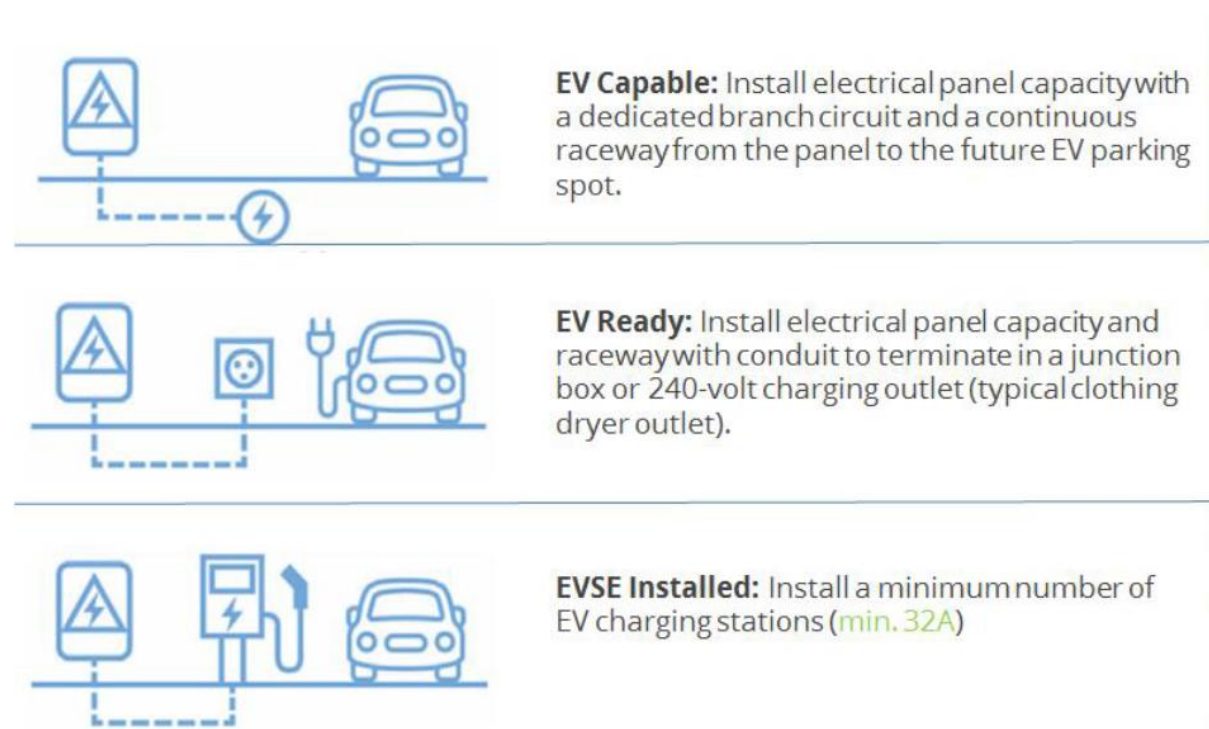 EV Capable: Install electrical panel capacity with
a dedicated branch circuit and a continuous
raceway from the panel to the future EV parking
spot.
EV Ready: Install electrical panel capacity and
raceway with conduit to terminate in a junction
box or 240-volt charging outlet (typical clothing
dryer outlet).
EVSE Installed: Install a minimum number of
EV charging stations (min. 32A)